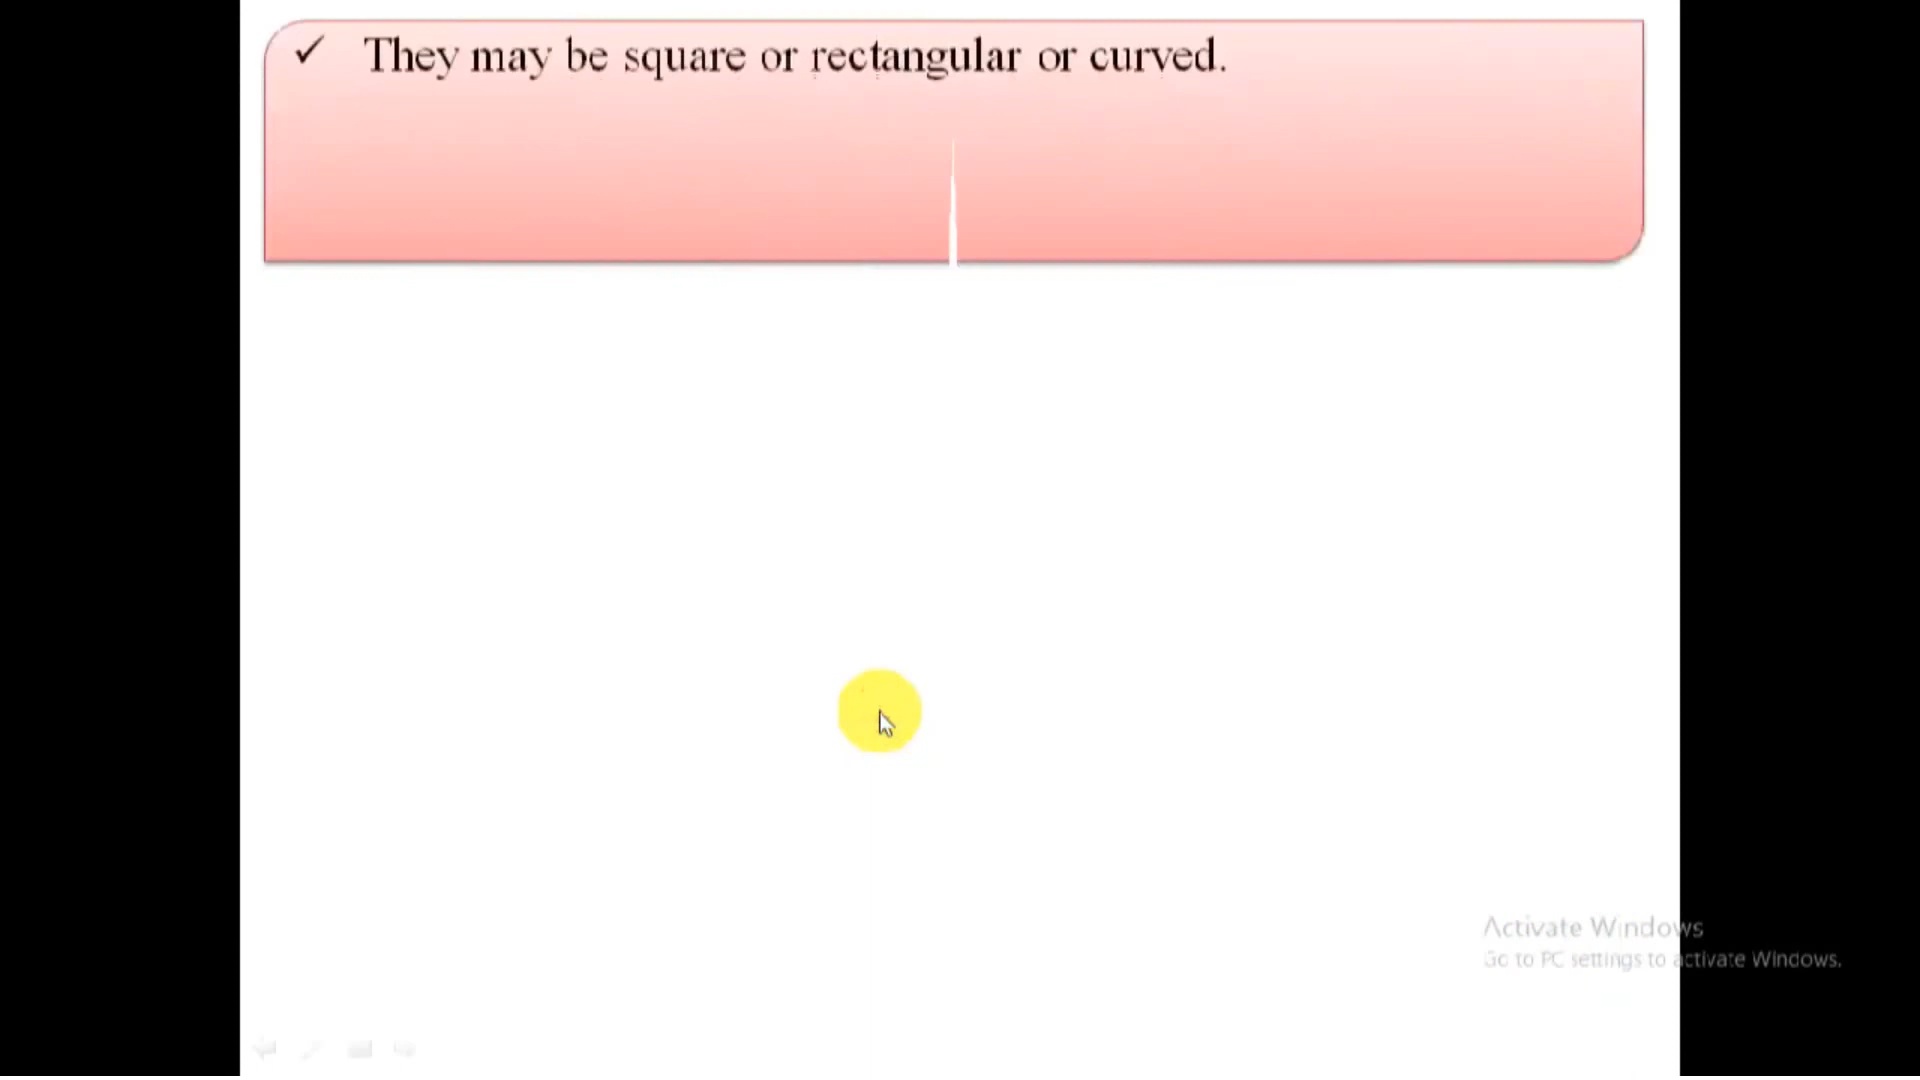 ✓ They may be square or rectangular or curved.
Activate Windows
Go to PC settings to activate Windows.